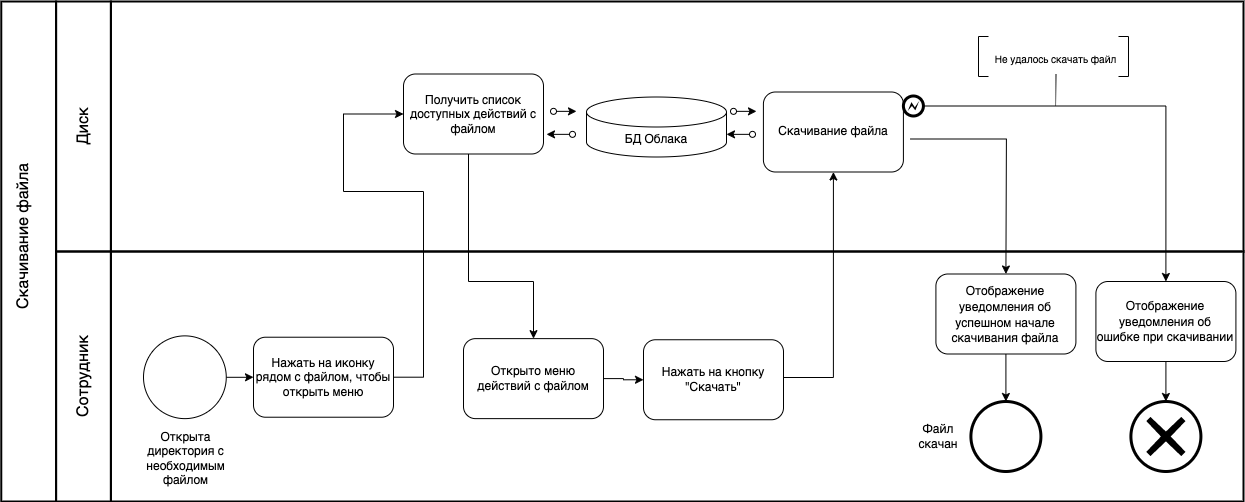 Скачивание файла
Диск
Сотрудник
Не удалось скачать файл
Получить список
доступных действий с
файлом
БД Облака
Скачивание файла
Открыта
директория с
необходимым
файлом
Нажать на иконку
рядом с файлом, чтобы
открыть меню
Открыто меню
действий с файлом
Нажать на кнопку
"Скачать"
Отображение
уведомления об
успешном начале
скачивания файла
Файл
скачан
Отображение
уведомления об
ошибке при скачивании